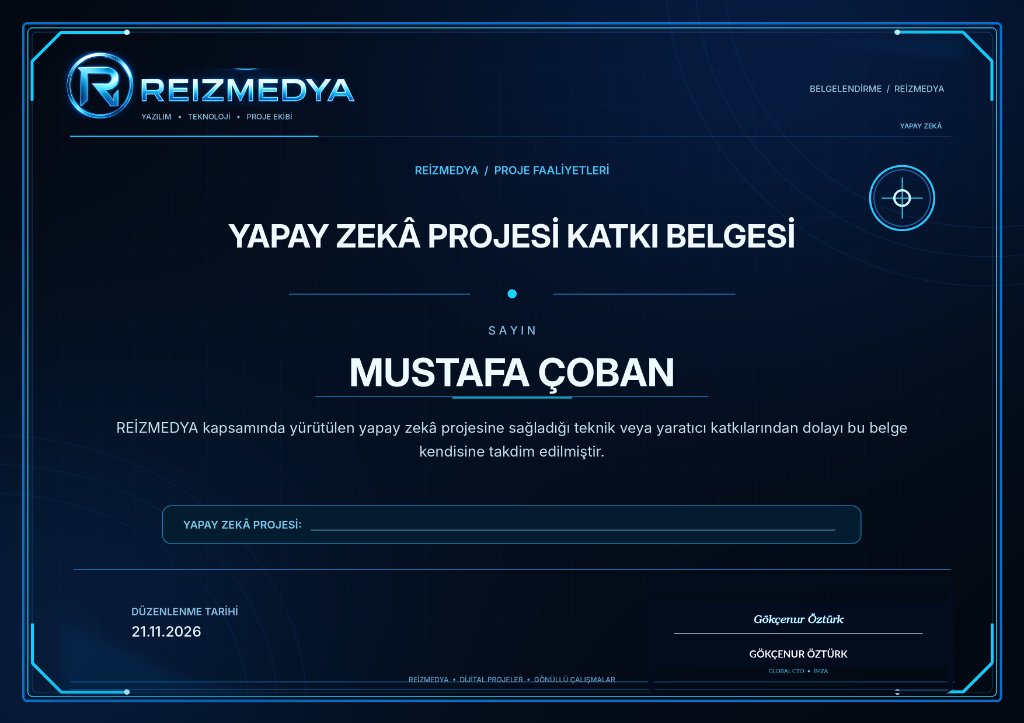 REIZMEDYA
YAZILIM • TEKNOLOJİ • PROJE EKİBİ
BELGELENDİRME / REİZMEDYA
YAPAY ZEKÂ
REİZMEDYA / PROJE FAALİYETLERİ
YAPAY ZEKÂ PROJESİ KATKI BELGESİ
SAYIN
MUSTAFA ÇOBAN
REİZMEDYA kapsamında yürütülen yapay zekâ projesine sağladığı teknik veya yaratıcı katkılarından dolayı bu belge
kendisine takdim edilmiştir.
YAPAY ZEKÂ PROJESİ:
DÜZENLENME TARİHİ
21.11.2026
Gökçenur Öztürk
GÖKÇENUR ÖZTÜRK
GLOBAL CTO • İMZA
REİZMEDYA • DİJİTAL PROJELER • GÖNÜLLÜ ÇALIŞMALAR